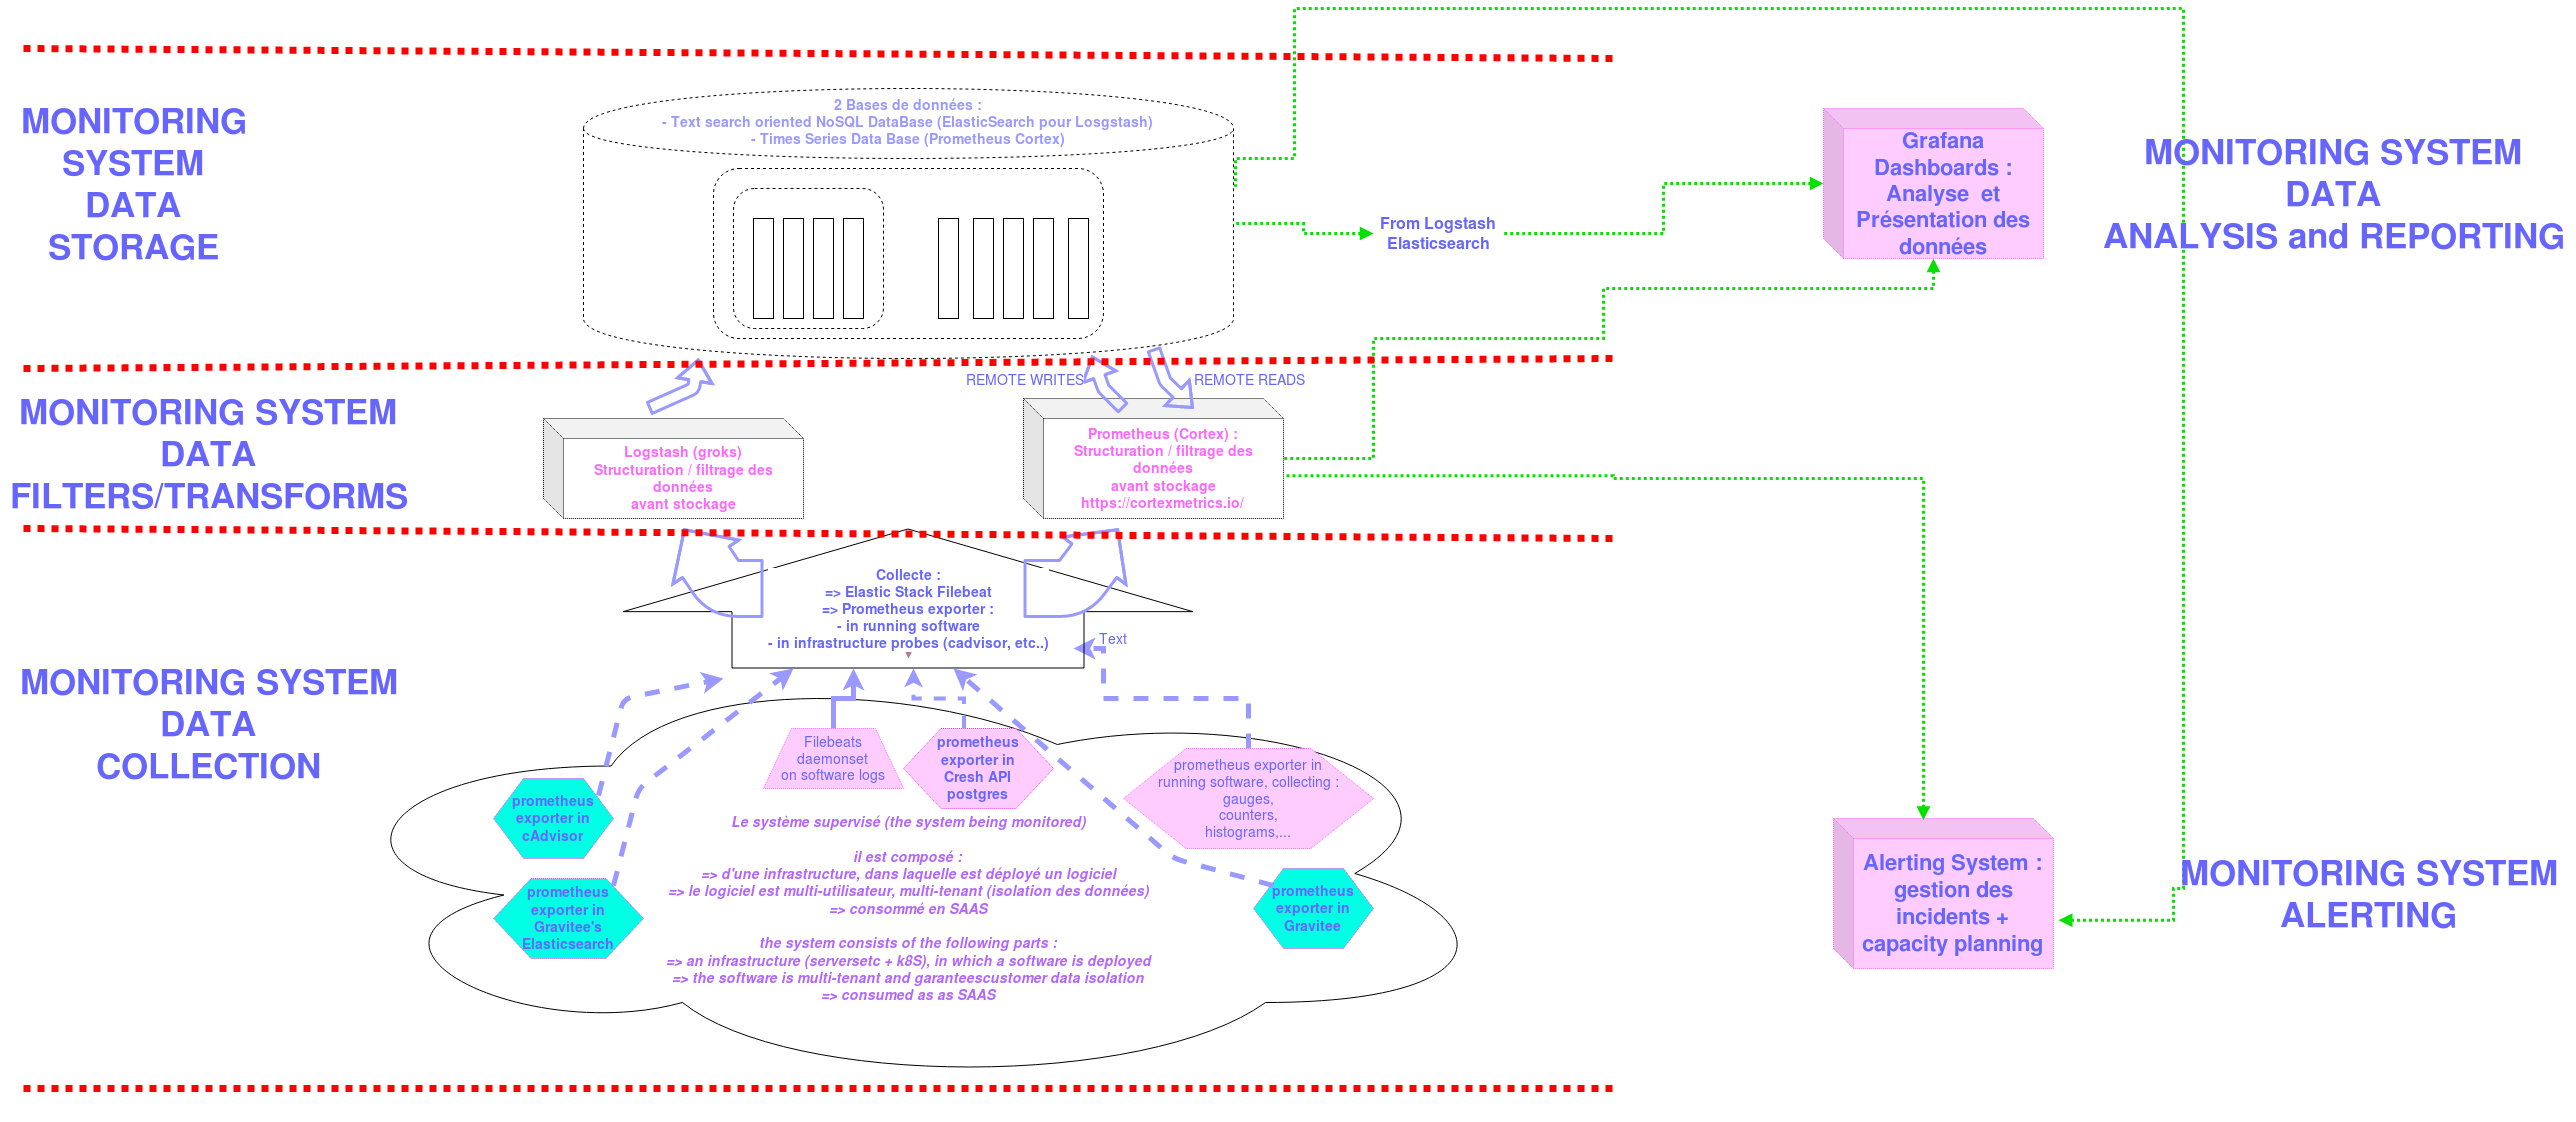 MONITORING
SYSTEM
DATA
STORAGE
2 Bases de données :
- Text search oriented NoSQL DataBase (ElasticSearch pour Losgstash)
- Times Series Data Base (Prometheus Cortex)
From Logstash
Elasticsearch
Grafana
Dashboards :
Analyse et
Présentation des
données
MONITORING SYSTEM
DATA
ANALYSIS and REPORTING
REMOTE WRITES
REMOTE READS
MONITORING SYSTEM
DATA
FILTERS/TRANSFORMS
Logstash (groks)
Structuration / filtrage des
données
avant stockage
Prometheus (Cortex) :
Structuration / filtrage des
données
avant stockage
https://cortexmetrics.io/
Collecte :
=> Elastic Stack Filebeat
=> Prometheus exporter :
- in running software
- in infrastructure probes (cadvisor, etc..)
Text
MONITORING SYSTEM
DATA
COLLECTION
Filebeats
daemonset
on software logs
prometheus
exporter in
Cresh API
postgres
prometheus exporter in
running software, collecting :
gauges,
counters,
histograms,...
prometheus
exporter in
cAdvisor
prometheus
exporter in
Gravitee's
Elasticsearch
prometheus
exporter in
Gravitee
Le système supervisé (the system being monitored)
il est composé :
=> d'une infrastructure, dans laquelle est déployé un logiciel
=> le logiciel est multi-utilisateur, multi-tenant (isolation des données)
=> consommé en SAAS
the system consists of the following parts :
=> an infrastructure (serversetc + k8S), in which a software is deployed
=> the software is multi-tenant and garanteescustomer data isolation
=> consumed as as SAAS
Alerting System :
gestion des
incidents +
capacity planning
MONITORING SYSTEM
ALERTING